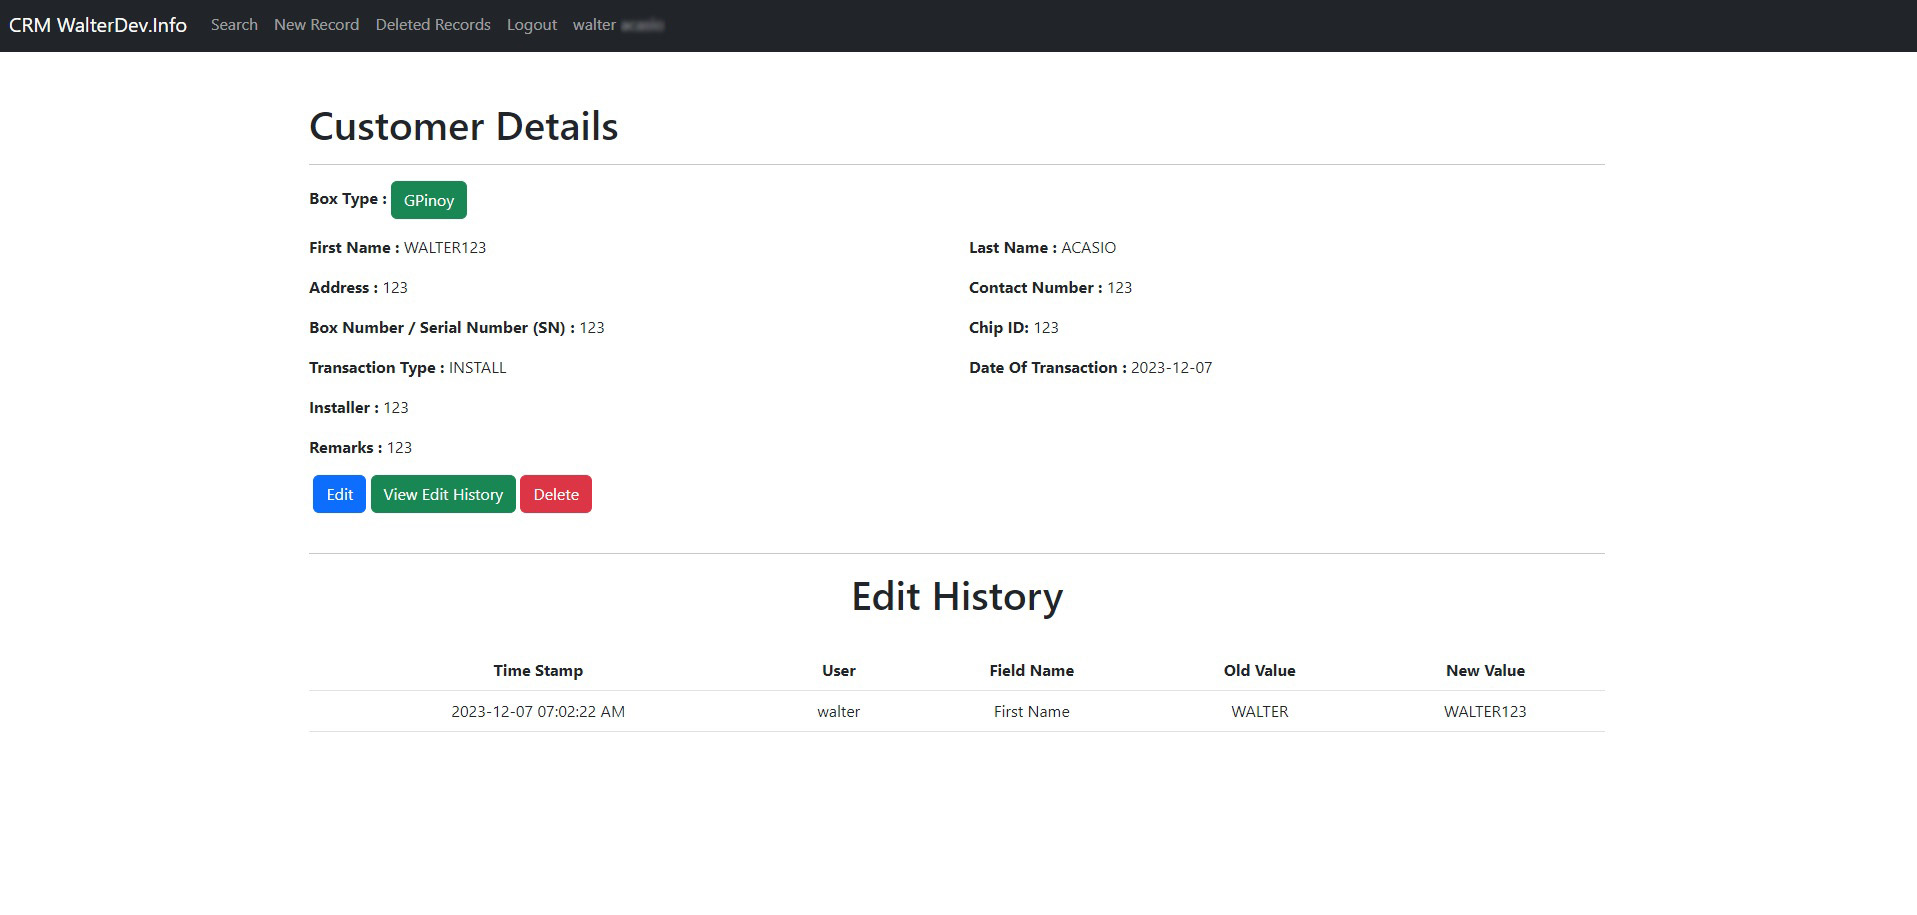 CRM WalterDev.Info Search New Record Deleted Records Logout walter
Customer Details
Box Type : GPinoy
First Name : WALTER123 Last Name : ACASIO
Address : 123 Contact Number : 123
Box Number / Serial Number (SN) : 123 Chip ID: 123
Transaction Type : INSTALL Date Of Transaction : 2023-12-07
Installer : 123
Remarks : 123
Edit View Edit History Delete
Edit History
Time Stamp User Field Name Old Value New Value
2023-12-07 07:02:22 AM walter First Name WALTER WALTER123